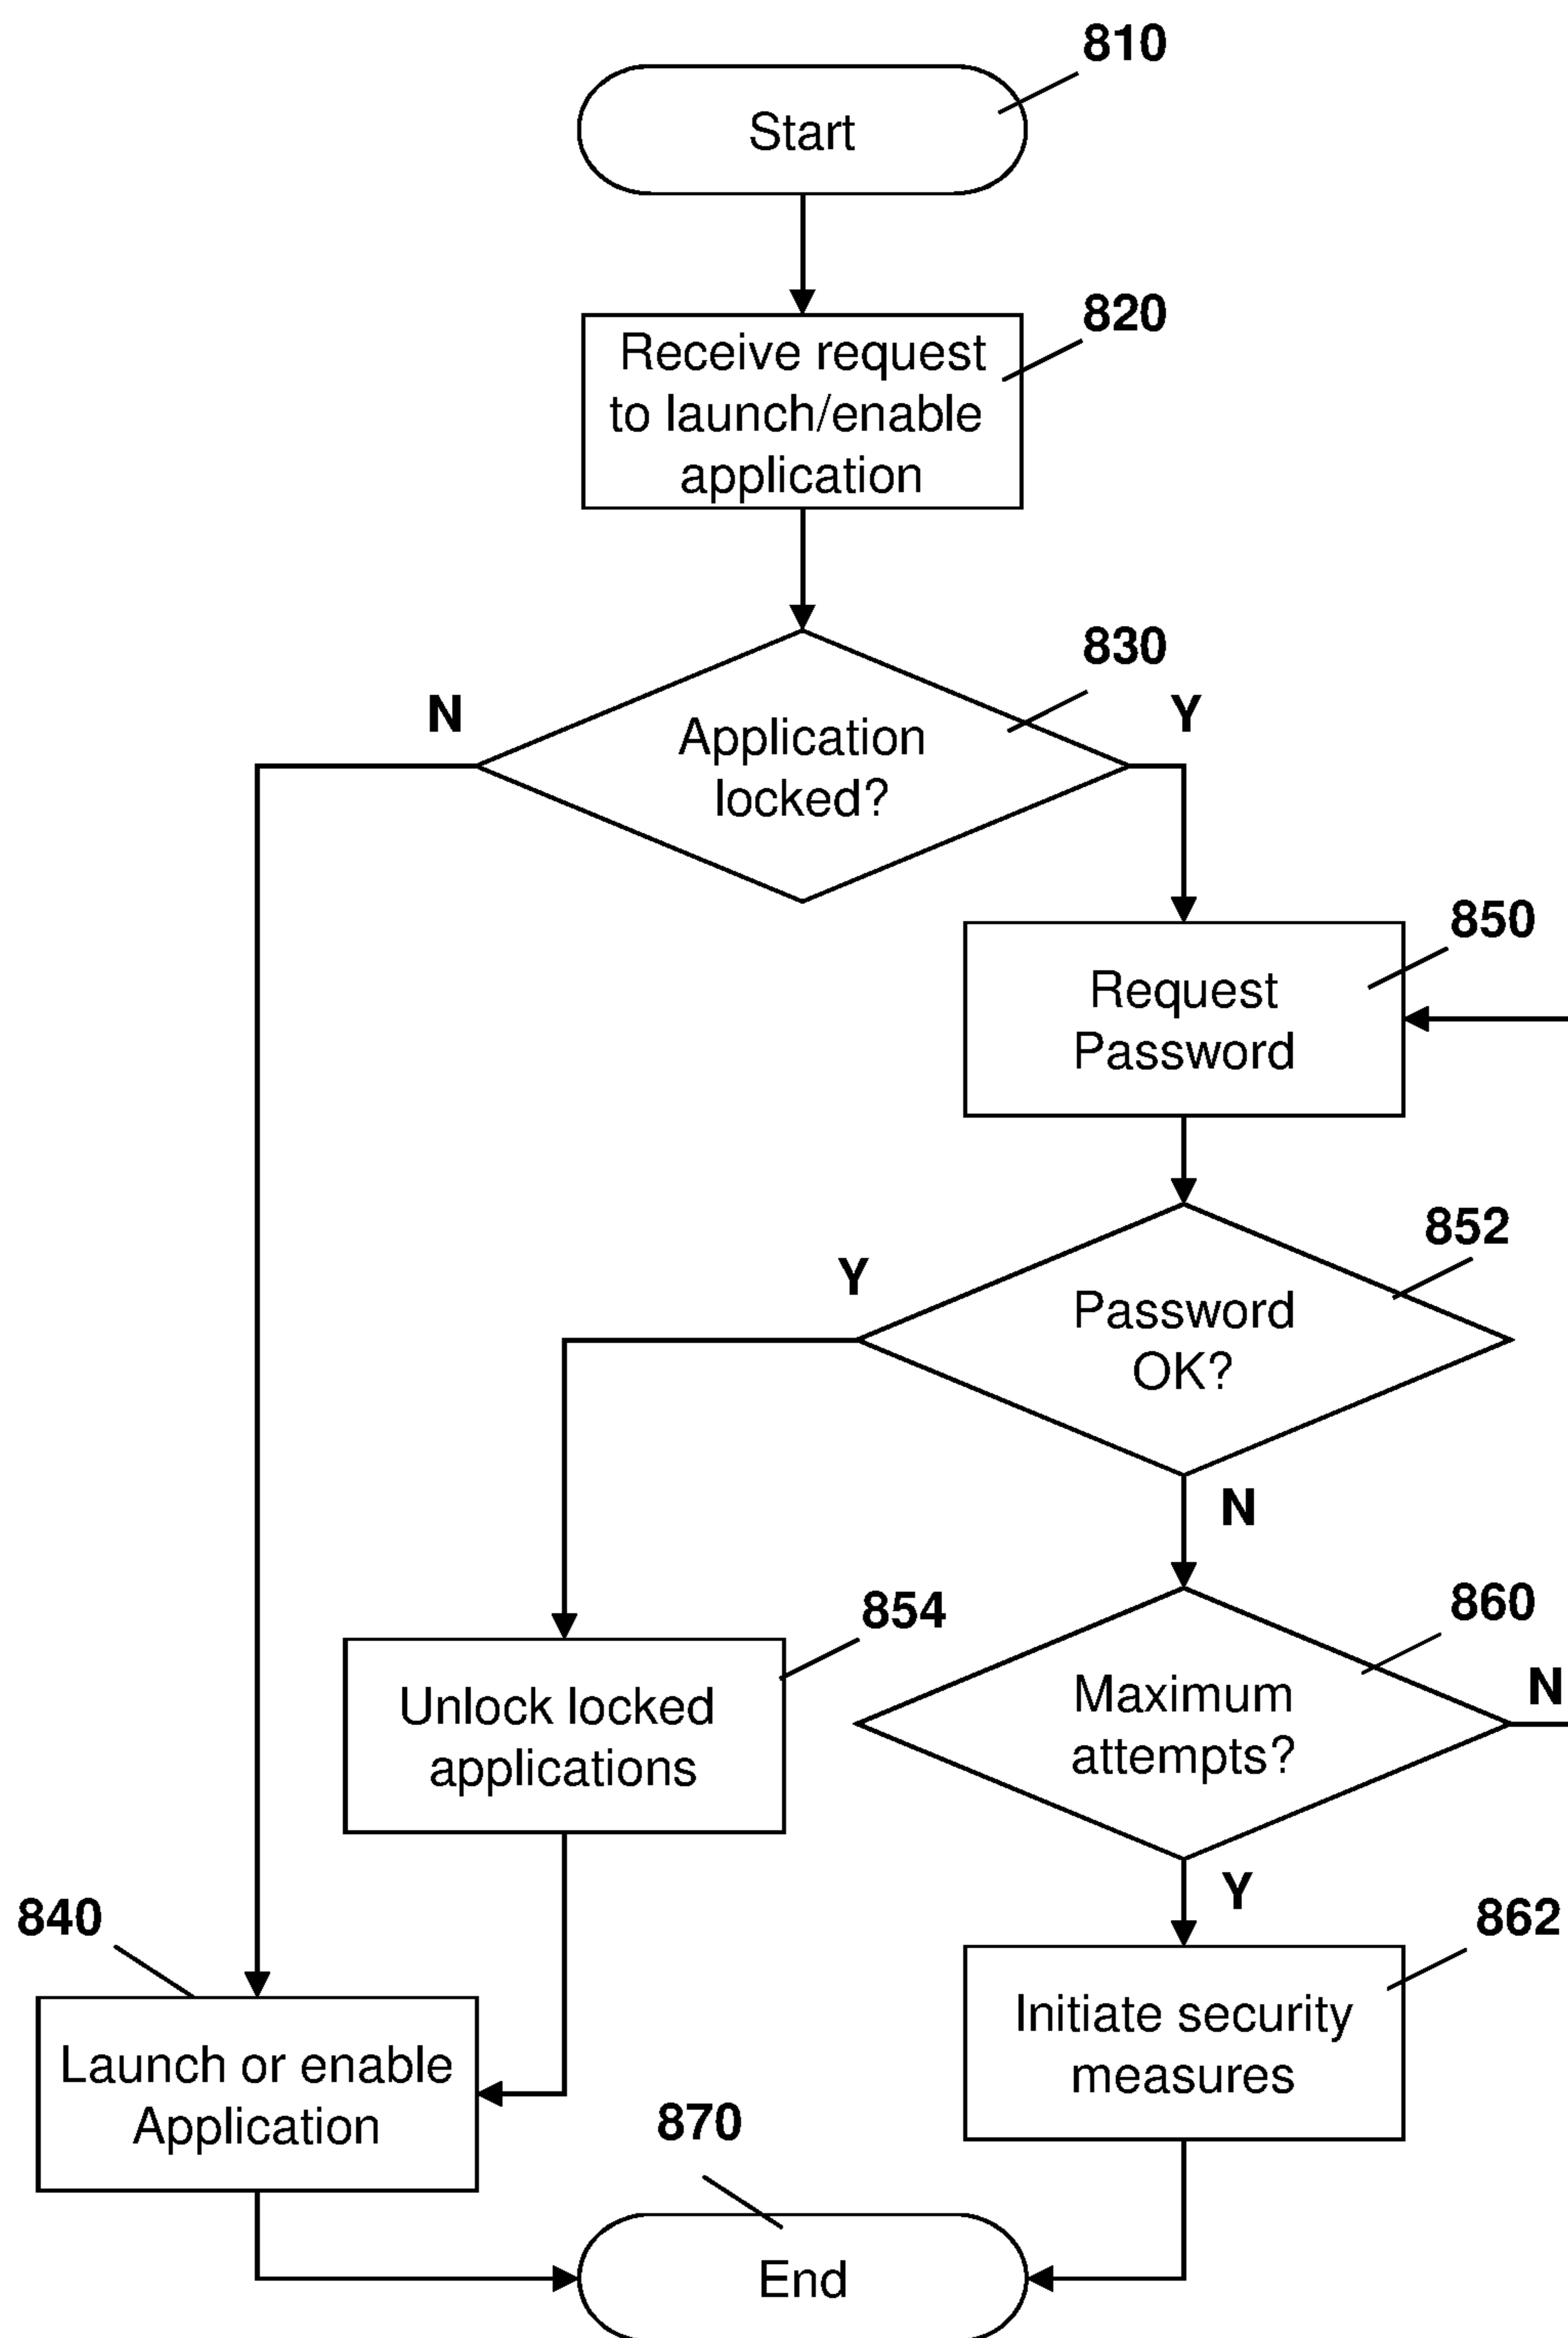 810
Start
820
Receive request
to launch/enable
application
830
N
Y
Application
locked?
850
Request
Password
852
Y
Password
OK?
N
854
860
N
Unlock locked
applications
Maximum
attempts?
Y
840
862
Launch or enable
Application
Initiate security
measures
870
End